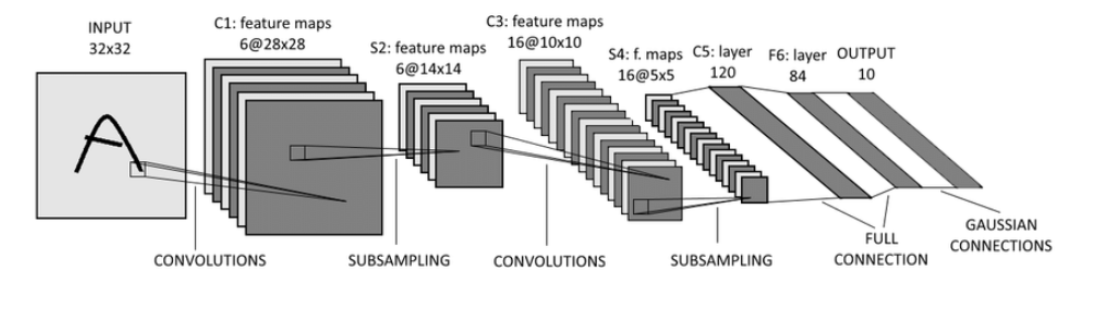 INPUT
32x32
C1: feature maps
6@28x28
S2: feature maps
6@14x14
C3: feature maps
16@10x10
S4: f. maps
16@5x5
C5: layer
120
F6: layer
84
OUTPUT
10
A
CONVOLUTIONS
SUBSAMPLING
CONVOLUTIONS
SUBSAMPLING
FULL
CONNECTION
GAUSSIAN
CONNECTIONS